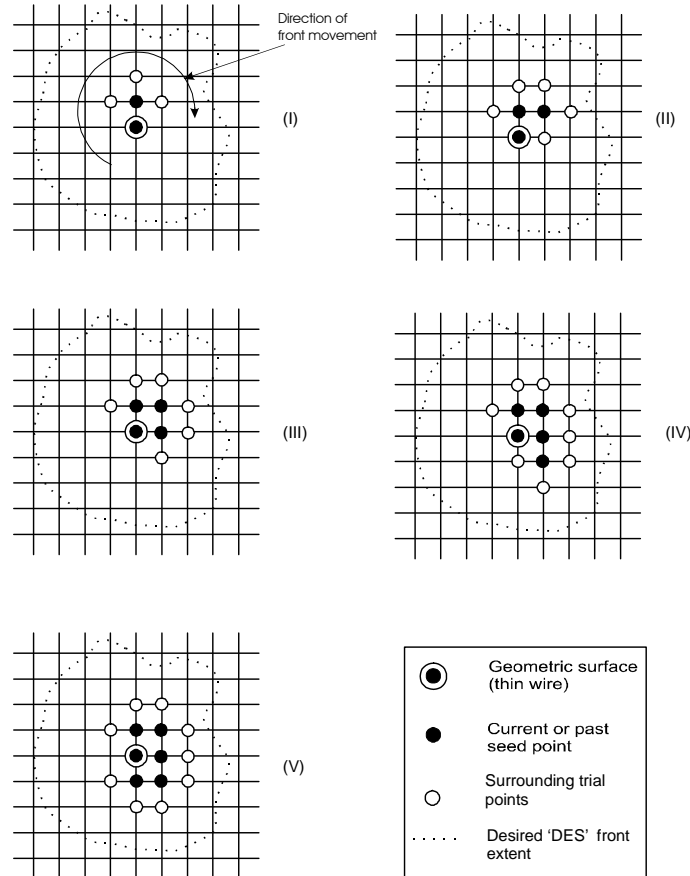 Direction of
front movement
(I)
(II)
(III)
(IV)
(V)
Geometric surface
(thin wire)
Current or past
seed point
Surrounding trial
points
Desired 'DES' front
extent